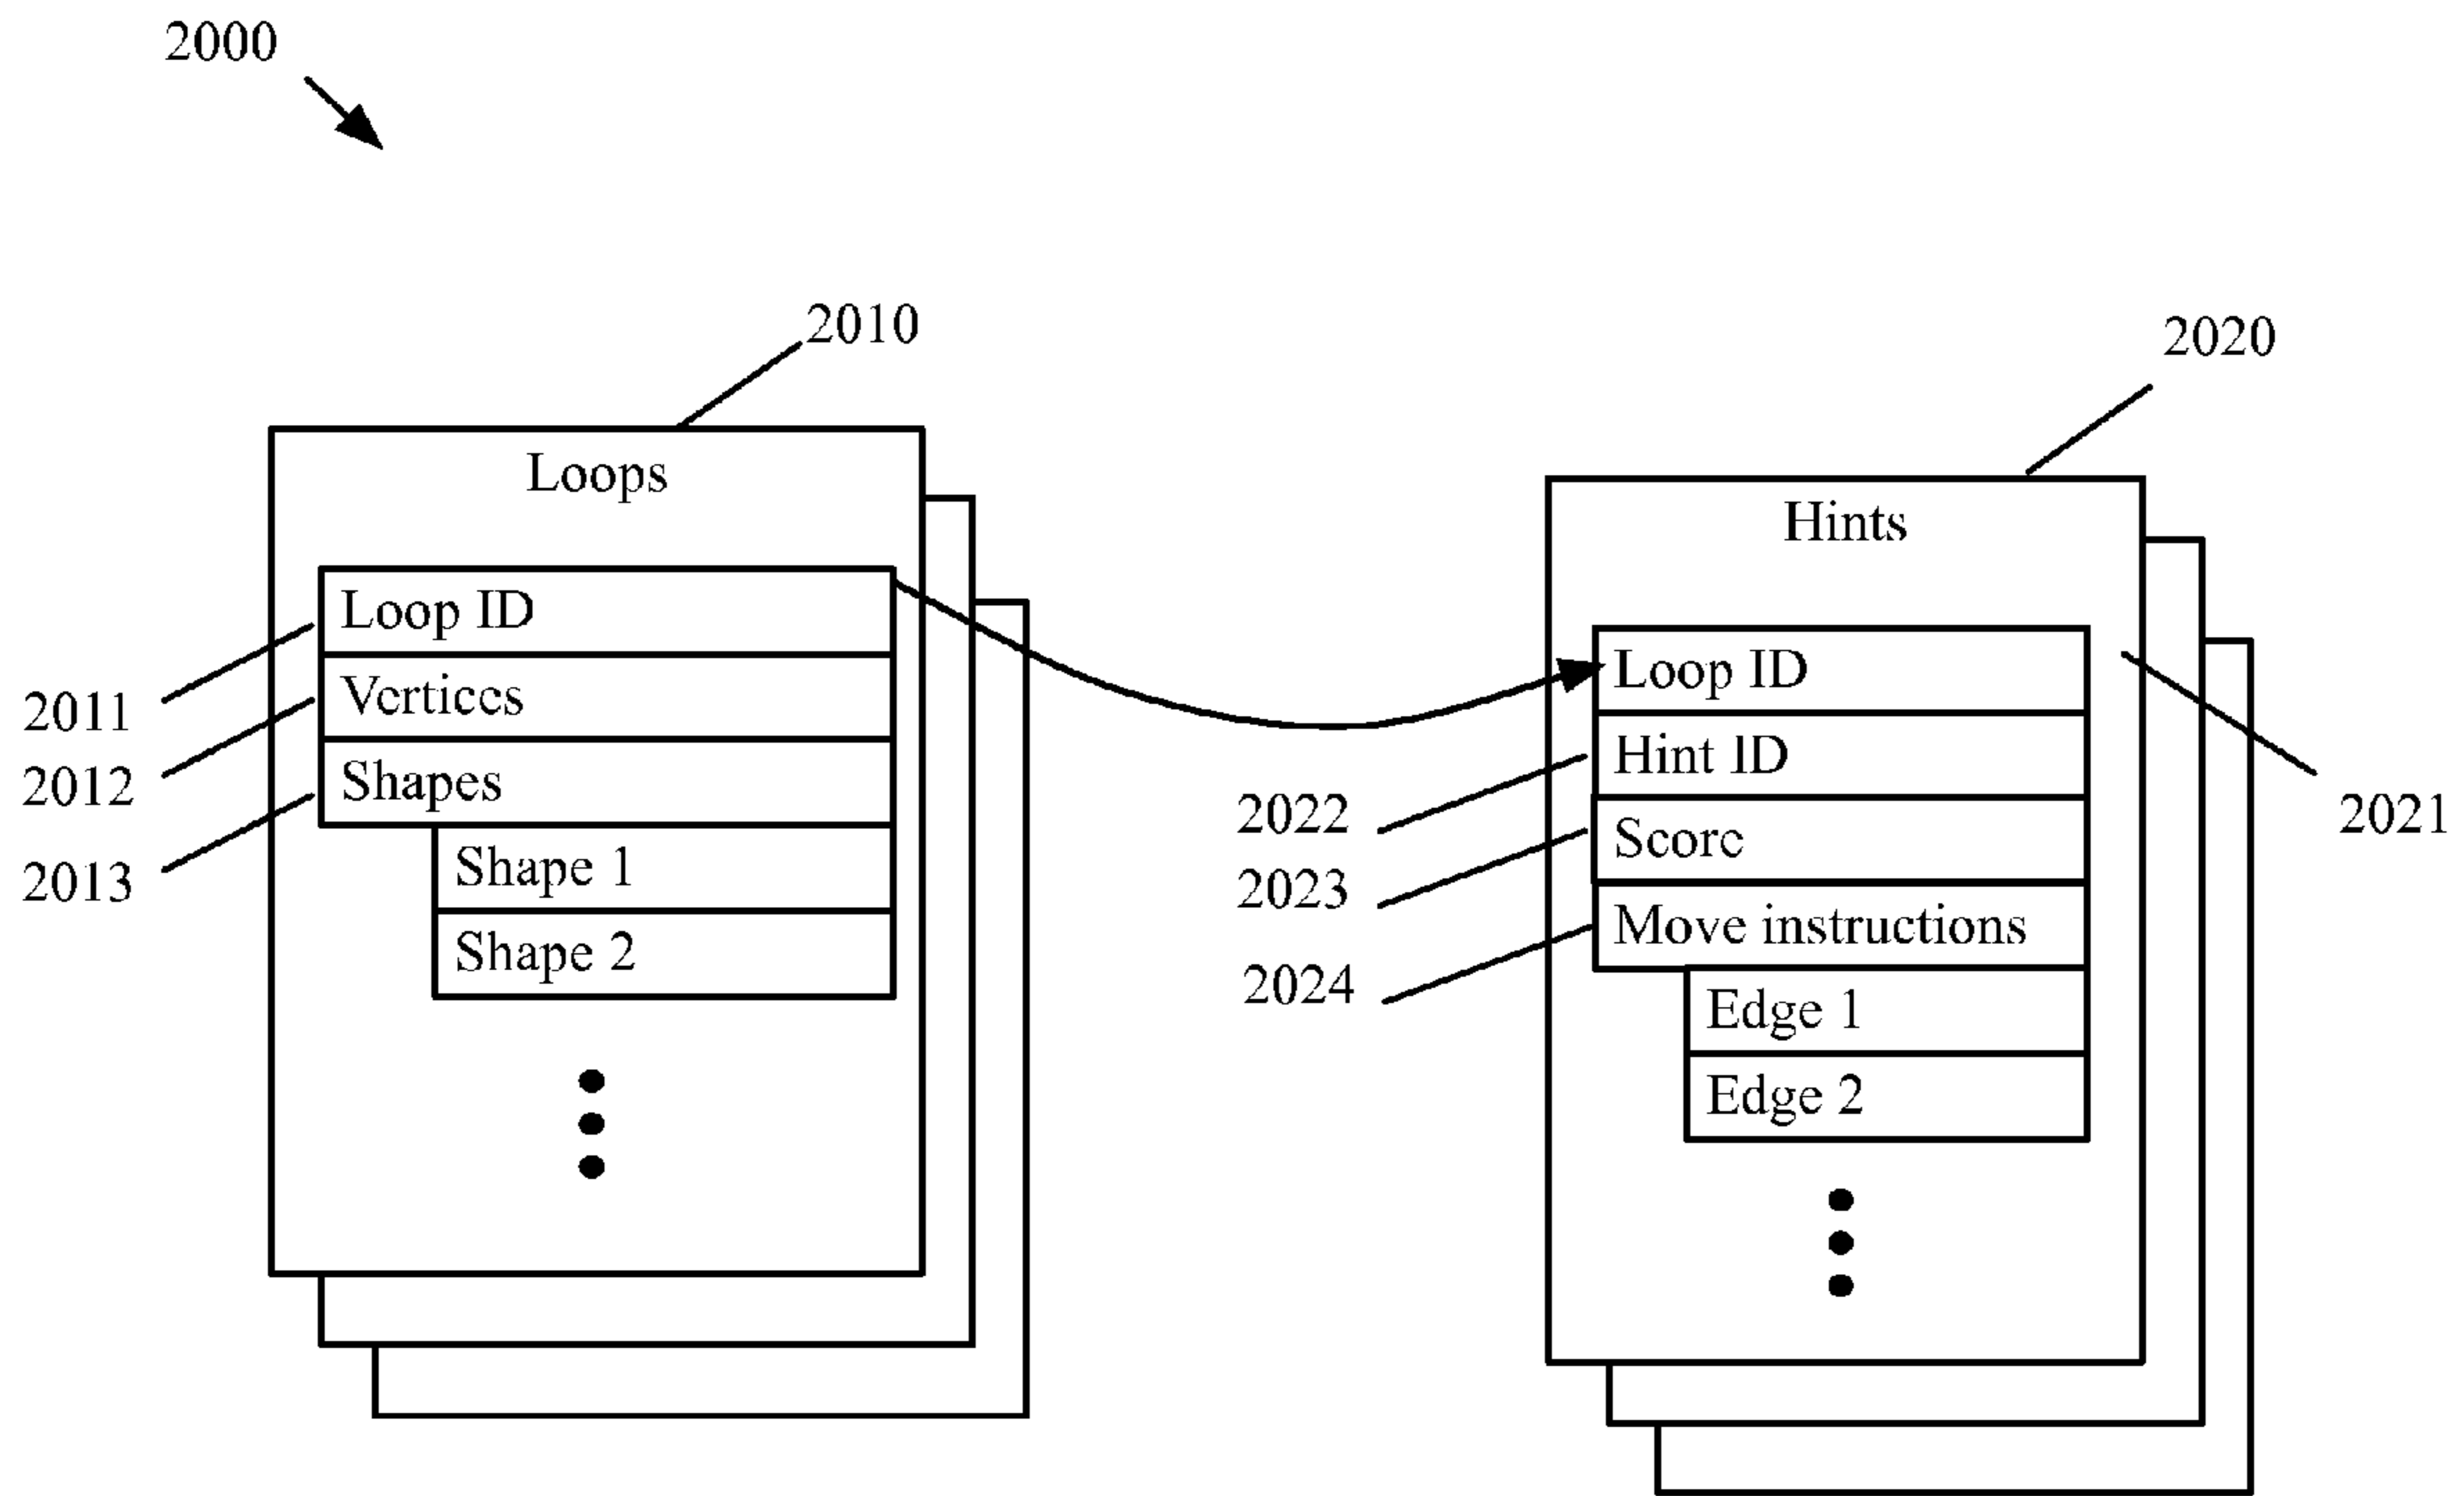 2000
2010
2020
Loops
Hints
Loop ID
Vertices
Shapes
Shape 1
Shape 2
2011
2012
2013
Loop ID
Hint ID
Score
Move instructions
Edge 1
Edge 2
2021
2022
2023
2024